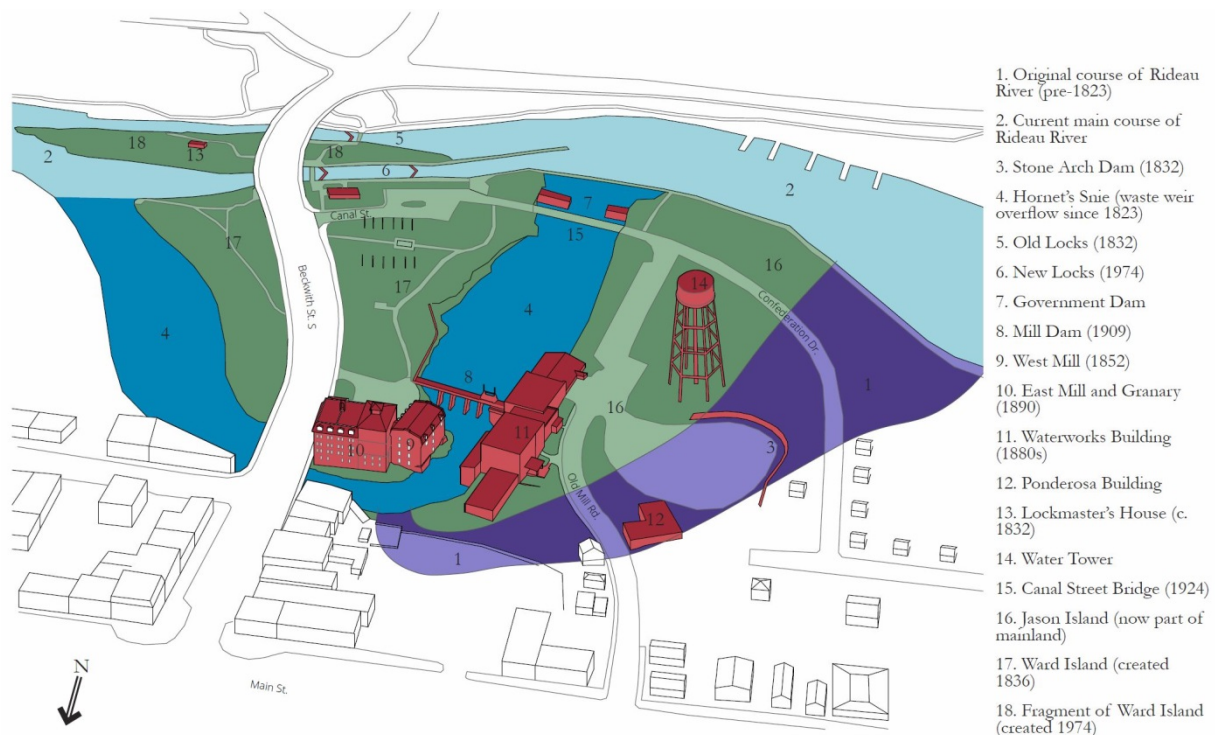 18
13
2
18
5
6
2
Canal St.
7
15
17
Beckwith St. S
17
4
4
16
14
Confederation Dr.
1
8
16
3
10
9
11
Old Mill Rd.
12
1
N
Main St.
1. Original course of Rideau
River (pre-1823)
2. Current main course of
Rideau River
3. Stone Arch Dam (1832)
4. Hornet's Snie (waste weir
overflow since 1823)
5. Old Locks (1832)
6. New Locks (1974)
7. Government Dam
8. Mill Dam (1909)
9. West Mill (1852)
10. East Mill and Granary
(1890)
11. Waterworks Building
(1880s)
12. Ponderosa Building
13. Lockmaster's House (c.
1832)
14. Water Tower
15. Canal Street Bridge (1924)
16. Jason Island (now part of
mainland)
17. Ward Island (created
1836)
18. Fragment of Ward Island
(created 1974)